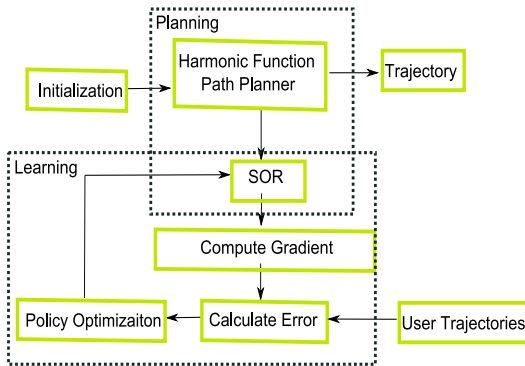 Planning
Harmonic Function
Path Planner
Trajectory
Initialization
Learning
SOR
Compute Gradient
Policy Optimizaiton
Calculate Error
User Trajectories